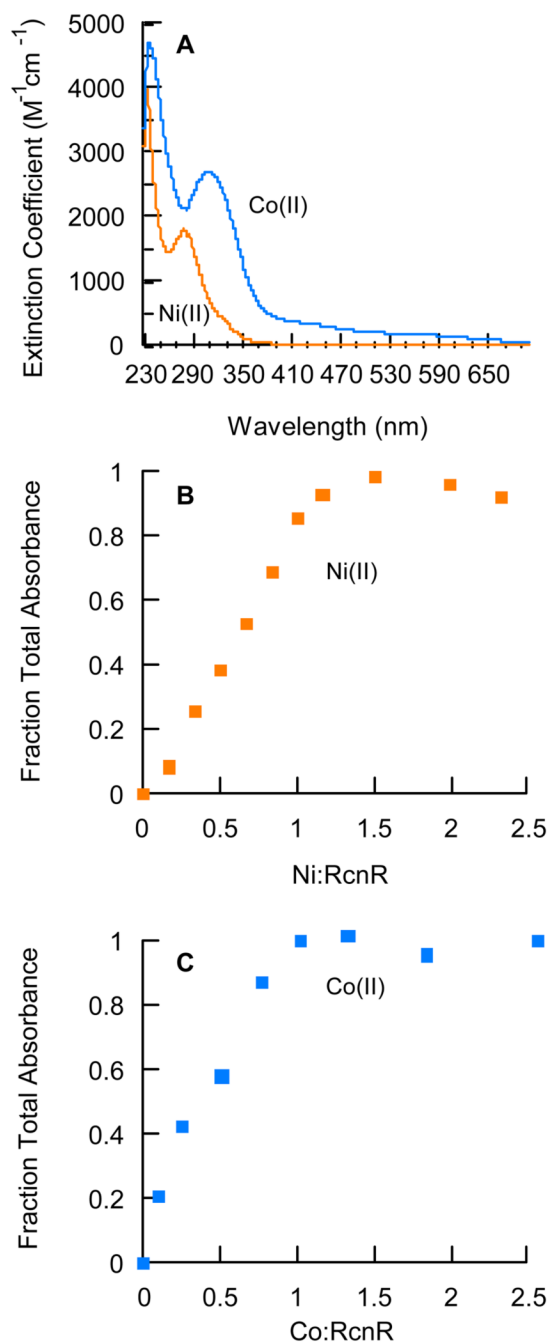 A
Extinction Coefficient (M⁻¹cm⁻¹)
5000
4000
3000
2000
1000
0
Co(II)
Ni(II)
230 290 350 410 470 530 590 650
Wavelength (nm)
B
Fraction Total Absorbance
1
0.8
0.6
0.4
0.2
0
Ni(II)
0 0.5 1 1.5 2 2.5
Ni:RcnR
C
Fraction Total Absorbance
1
0.8
0.6
0.4
0.2
0
Co(II)
0 0.5 1 1.5 2 2.5
Co:RcnR